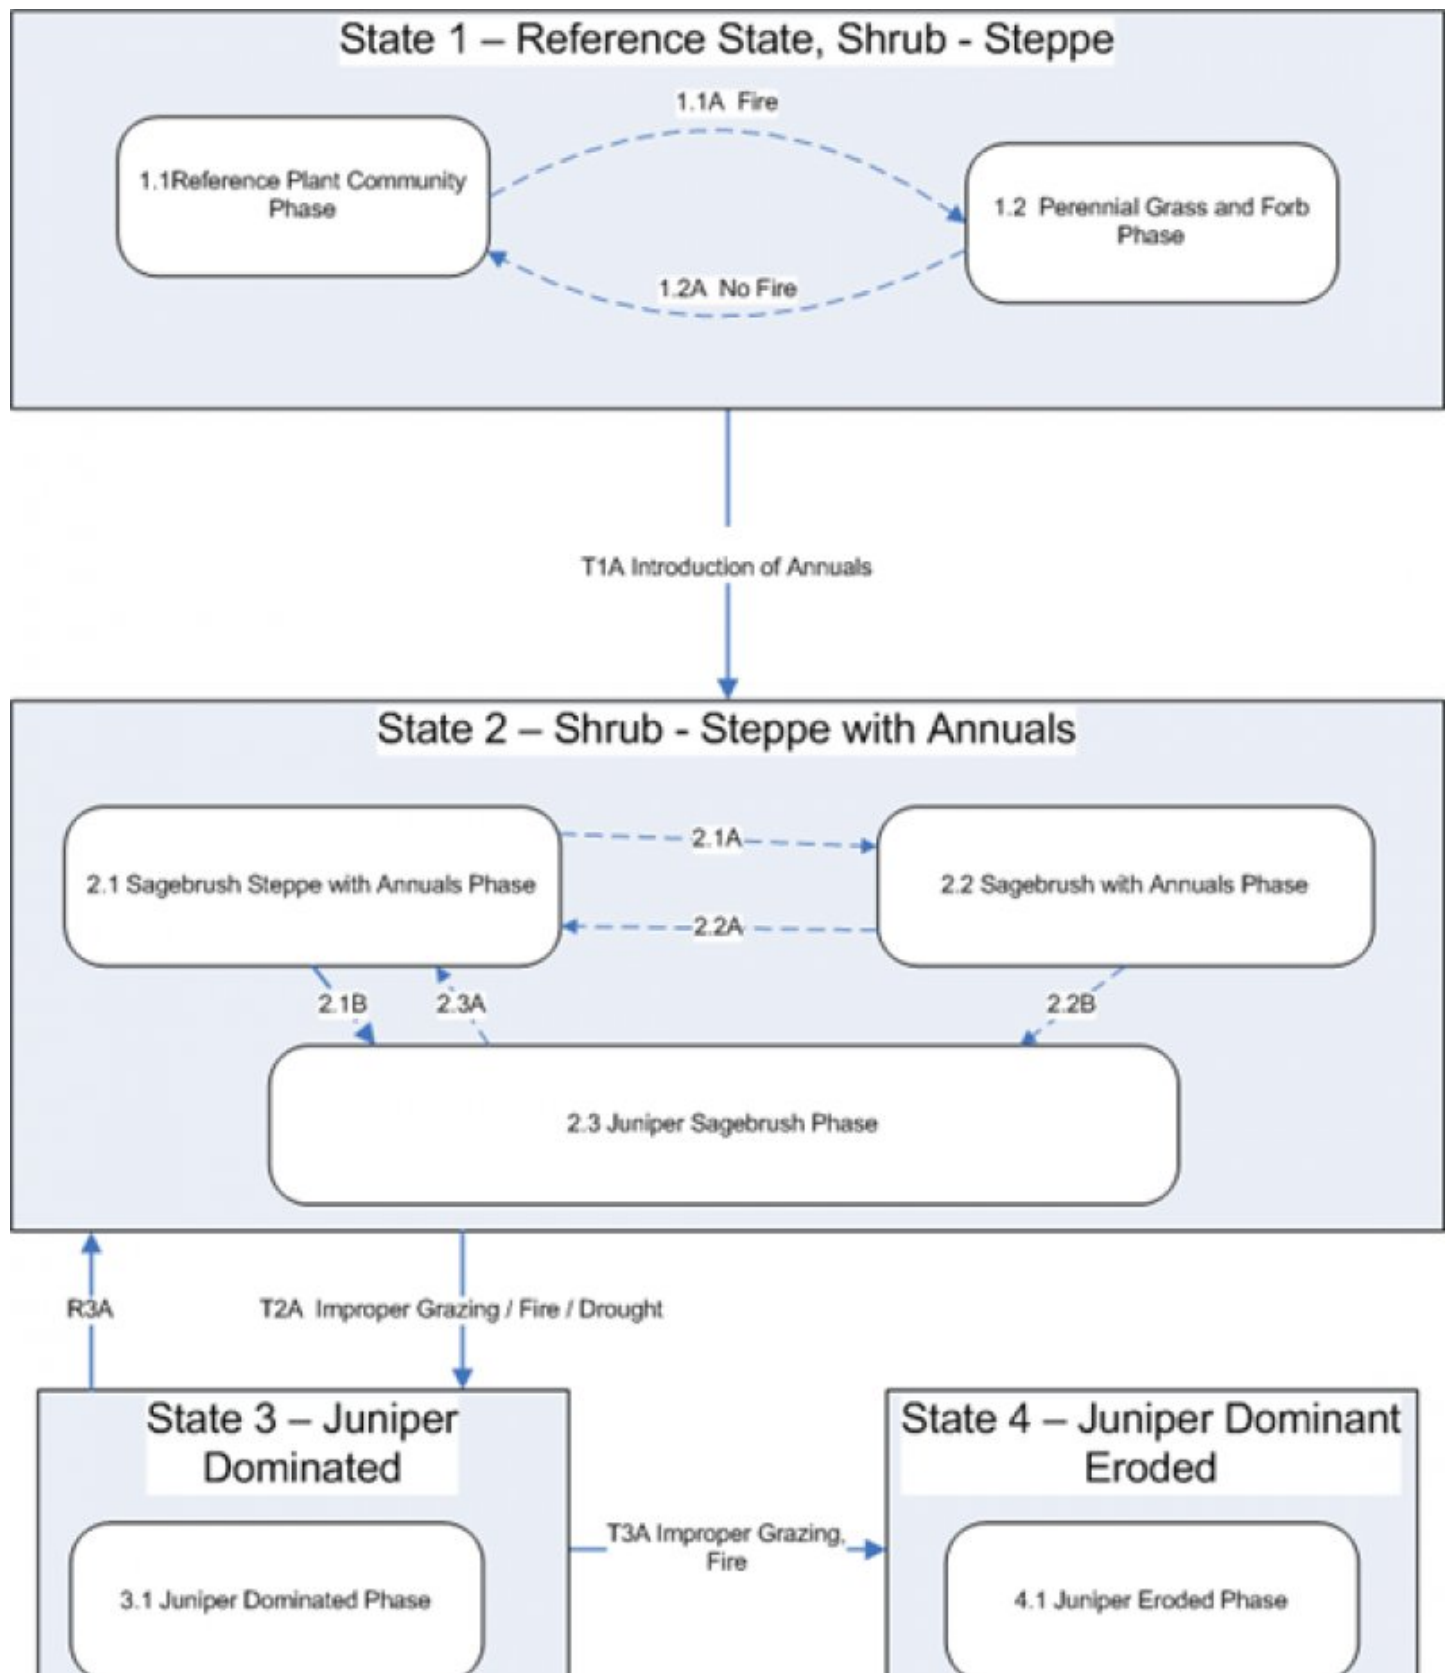 State 1 – Reference State, Shrub - Steppe
1.1A  Fire
1.1Reference Plant Community
Phase
1.2  Perennial Grass and Forb
Phase
1.2A  No Fire
T1A Introduction of Annuals
State 2 – Shrub - Steppe with Annuals
2.1A
2.1 Sagebrush Steppe with Annuals Phase
2.2 Sagebrush with Annuals Phase
2.2A
2.1B
2.3A
2.2B
2.3 Juniper Sagebrush Phase
R3A
T2A  Improper Grazing / Fire / Drought
State 3 – Juniper
Dominated
State 4 – Juniper Dominant
Eroded
T3A Improper Grazing,
Fire
3.1 Juniper Dominated Phase
4.1 Juniper Eroded Phase